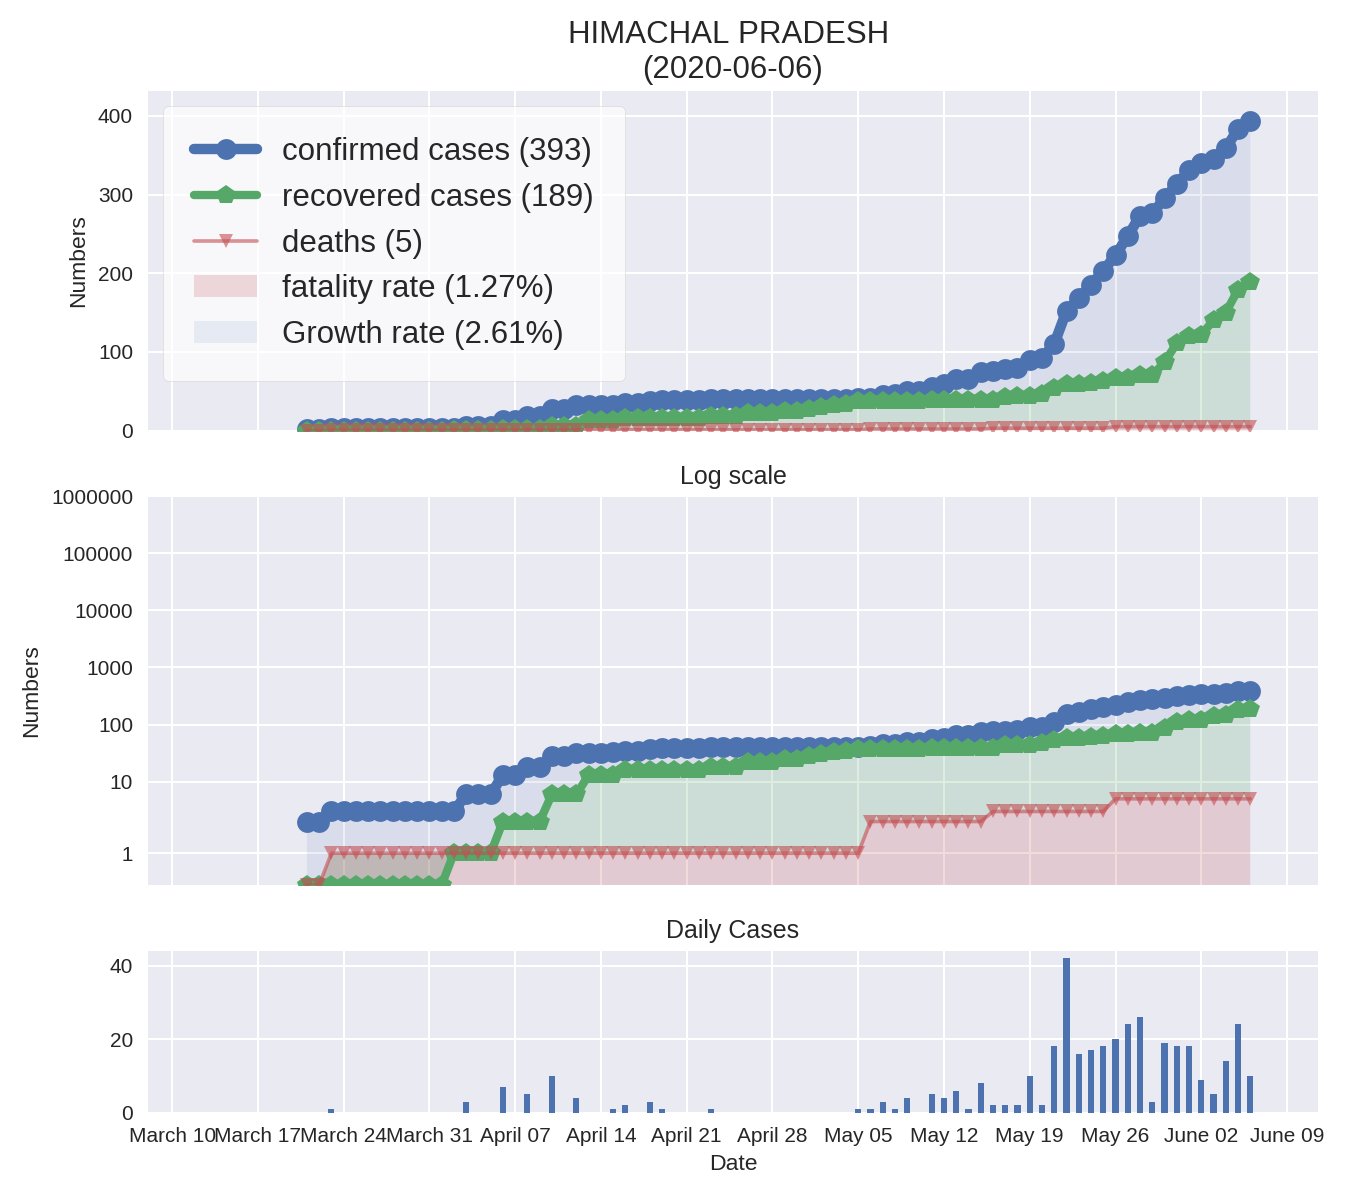 HIMACHAL PRADESH
(2020-06-06)
400
300
200
100
0
Numbers
confirmed cases (393)
recovered cases (189)
deaths (5)
fatality rate (1.27%)
Growth rate (2.61%)
Log scale
1000000
100000
10000
1000
100
10
1
Numbers
Daily Cases
40
20
0
March 10 March 17 March 24 March 31 April 07 April 14 April 21 April 28 May 05 May 12 May 19 May 26 June 02 June 09
Date